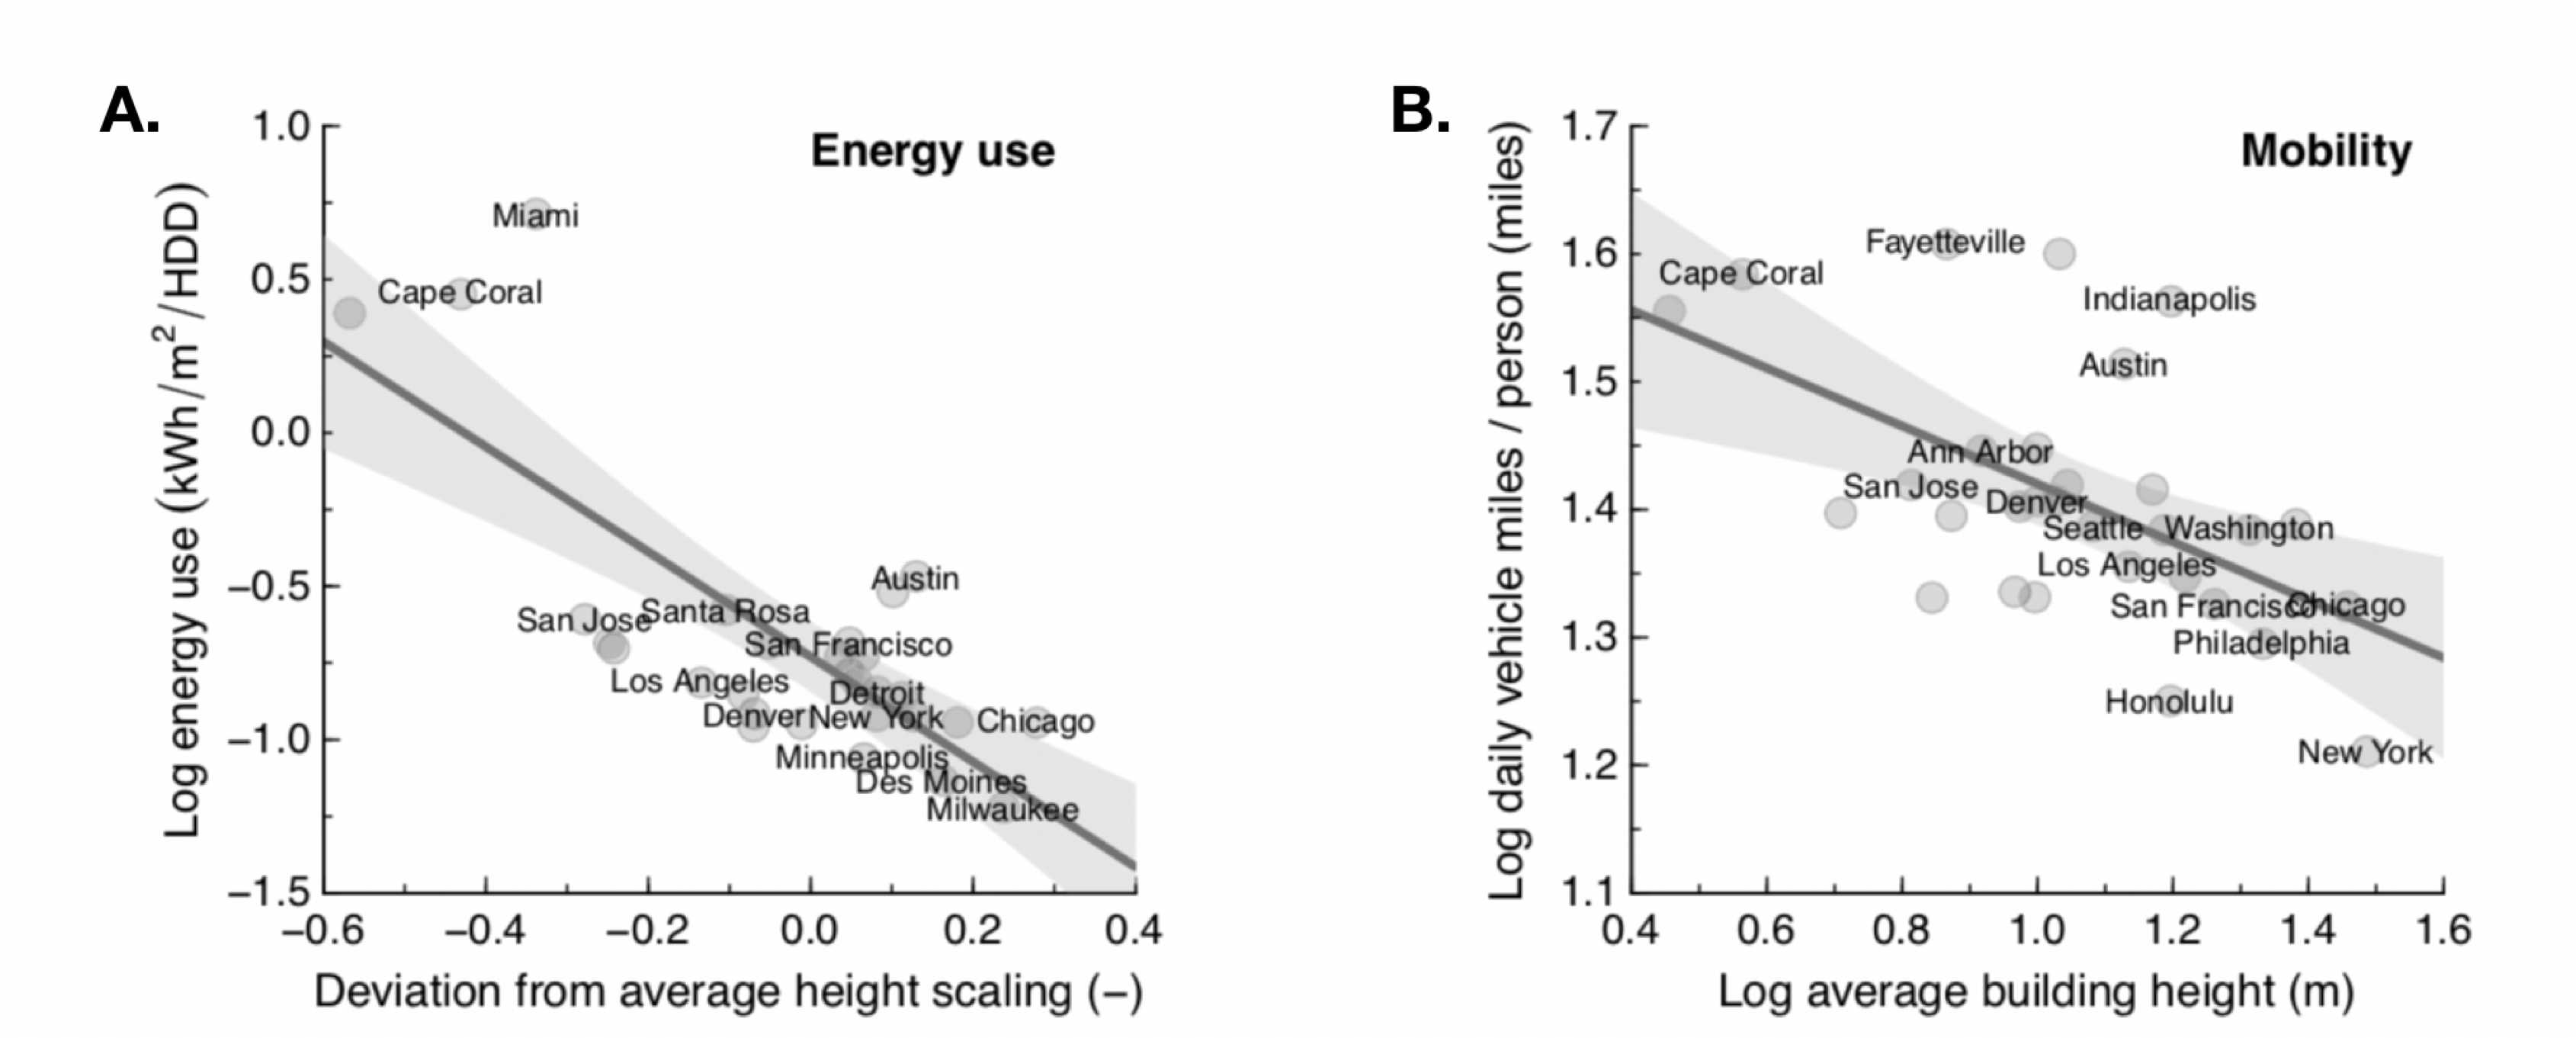 A.
Energy use
Log energy use (kWh/m²/HDD)
1.0
0.5
0.0
−0.5
−1.0
−1.5
Miami
Cape Coral
Austin
San Jose
Santa Rosa
San Francisco
Los Angeles
Detroit
Denver
New York
Chicago
Minneapolis
Des Moines
Milwaukee
−0.6 −0.4 −0.2 0.0 0.2 0.4
Deviation from average height scaling (−)
B.
Mobility
Log daily vehicle miles / person (miles)
1.7
1.6
1.5
1.4
1.3
1.2
1.1
Fayetteville
Cape Coral
Indianapolis
Austin
Ann Arbor
San Jose
Denver
Seattle
Washington
Los Angeles
San Francisco
Chicago
Philadelphia
Honolulu
New York
0.4 0.6 0.8 1.0 1.2 1.4 1.6
Log average building height (m)